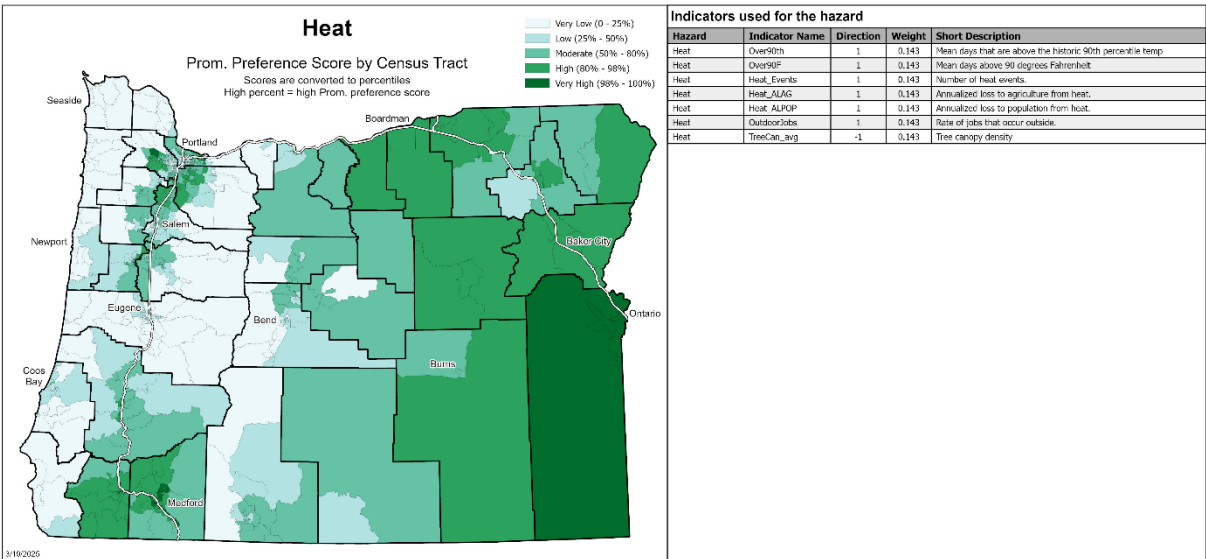 Heat
Prom. Preference Score by Census Tract
Scores are converted to percentiles
High percent = high Prom. preference score
Very Low (0 - 25%)
Low (25% - 50%)
Moderate (50% - 80%)
High (80% - 98%)
Very High (98% - 100%)
Seaside
Portland
Boardman
Salem
Newport
Baker City
Eugene
Bend
Ontario
Burns
Coos
Bay
Medford
3/19/2025
Indicators used for the hazard
Hazard Indicator Name Direction Weight Short Description
Heat Over90th 1 0.143 Mean days that are above the historic 90th percentile temp
Heat Over90F 1 0.143 Mean days above 90 degrees Fahrenheit
Heat Heat_Events 1 0.143 Number of heat events.
Heat Heat_ALAG 1 0.143 Annualized loss to agriculture from heat.
Heat Heat_ALPOP 1 0.143 Annualized loss to population from heat.
Heat OutdoorJobs 1 0.143 Rate of jobs that occur outside.
Heat TreeCan_avg -1 0.143 Tree canopy density